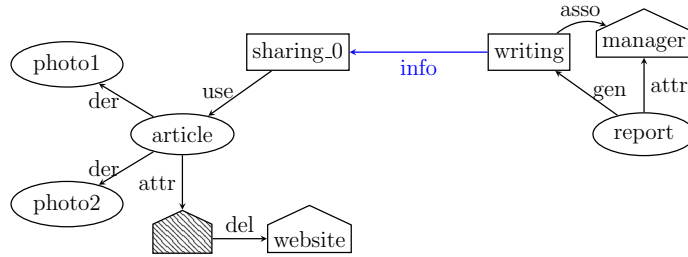 asso
sharing_0
writing
manager
photo1
info
use
gen
attr
der
article
report
der
attr
photo2
del
website